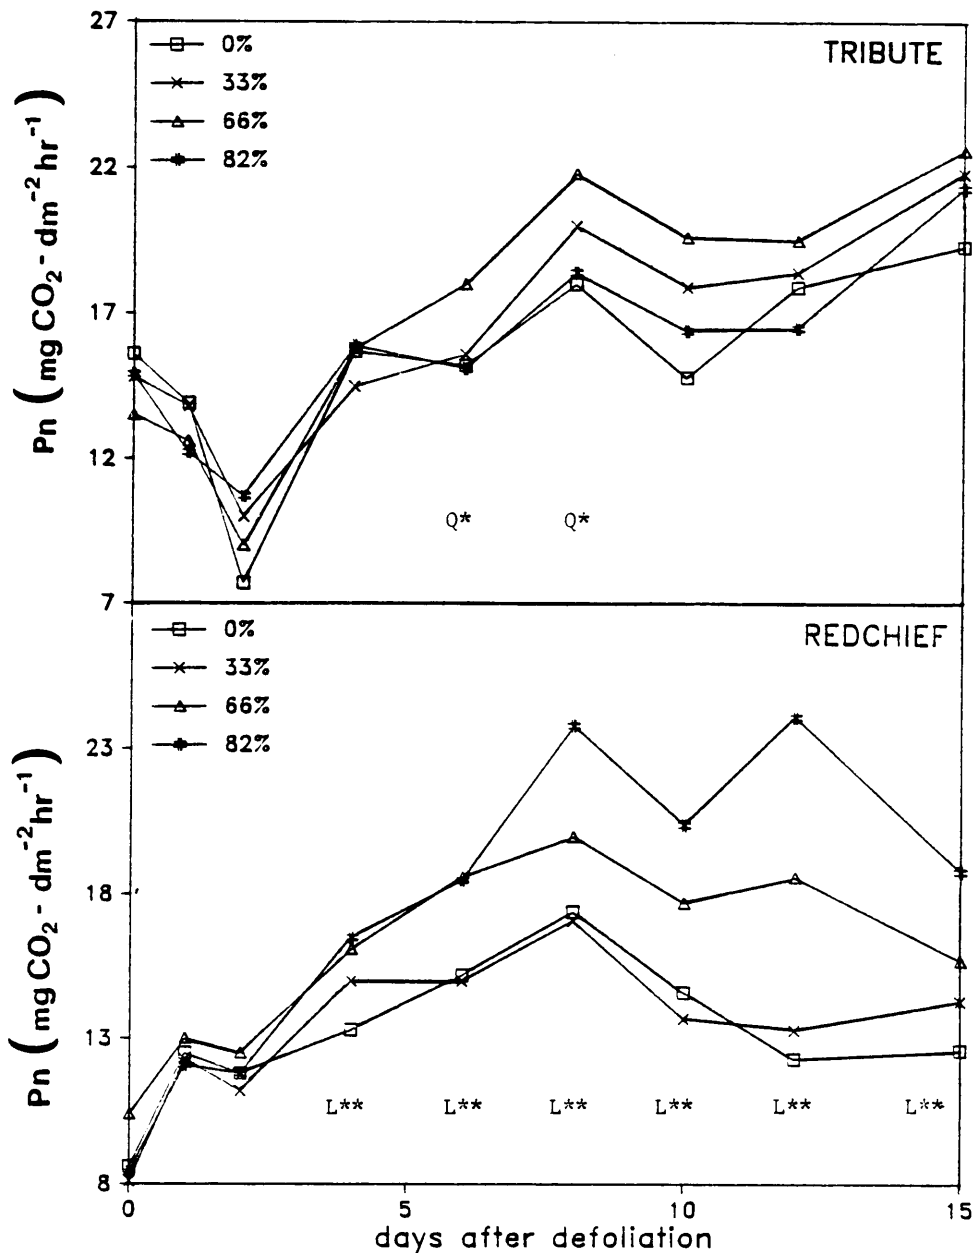 27
TRIBUTE
0%
33%
66%
82%
22
17
12
7
Pn ( mg CO₂ - dm⁻² hr⁻¹ )
Q* Q*
REDCHIEF
0%
33%
66%
82%
23
18
13
8
Pn ( mg CO₂ - dm⁻² hr⁻¹ )
L** L** L** L** L** L**
0 5 10 15
days after defoliation